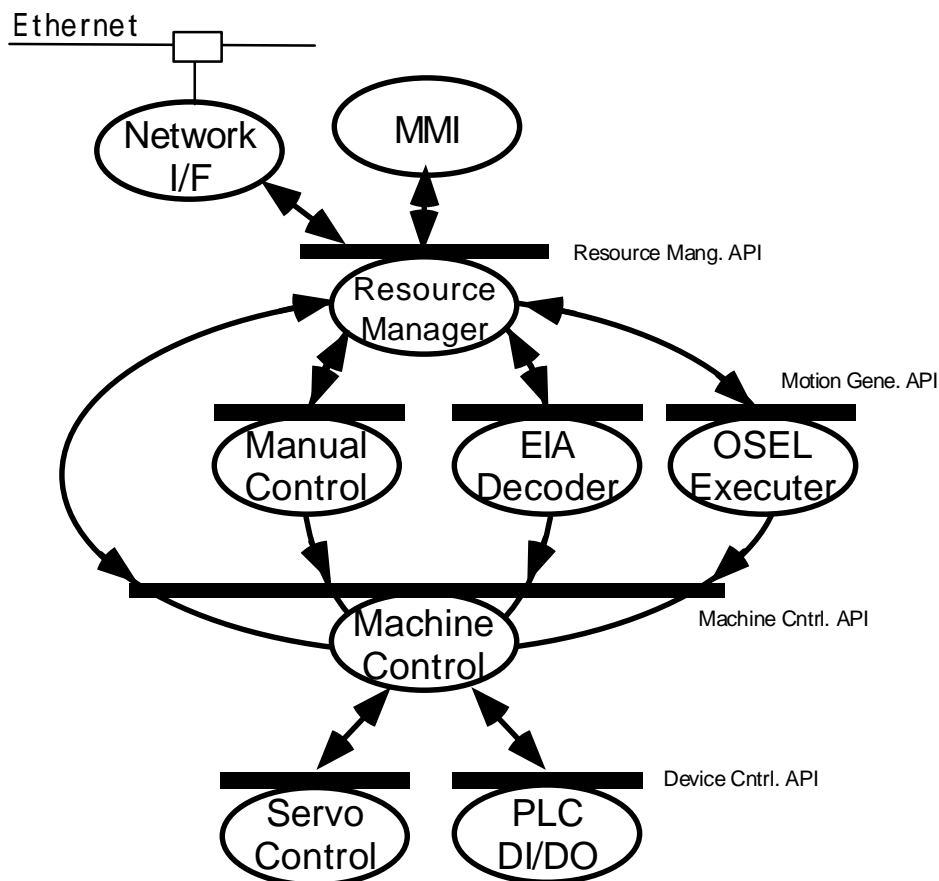 Ethernet
Network
I/F
MMI
Resource Mang. API
Resource
Manager
Motion Gene. API
Manual
Control
EIA
Decoder
OSEL
Executer
Machine Cntrl. API
Machine
Control
Device Cntrl. API
Servo
Control
PLC
DI/DO